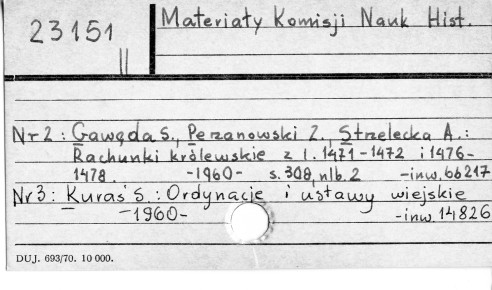 23151
II
Materiały Komisji Nauk Hist.
Nr 2: Gawęda S., Perzanowski Z., Strzelecka A.:
Rachunki królewskie z l. 1471-1472 i 1476-
1478. -1960- s. 308, nlb. 2 -inw. 66217
Nr 3: Kuraś S.: Ordynacje i ustawy wiejskie
-1960- -inw. 14826
DUJ. 693/70. 10 000.